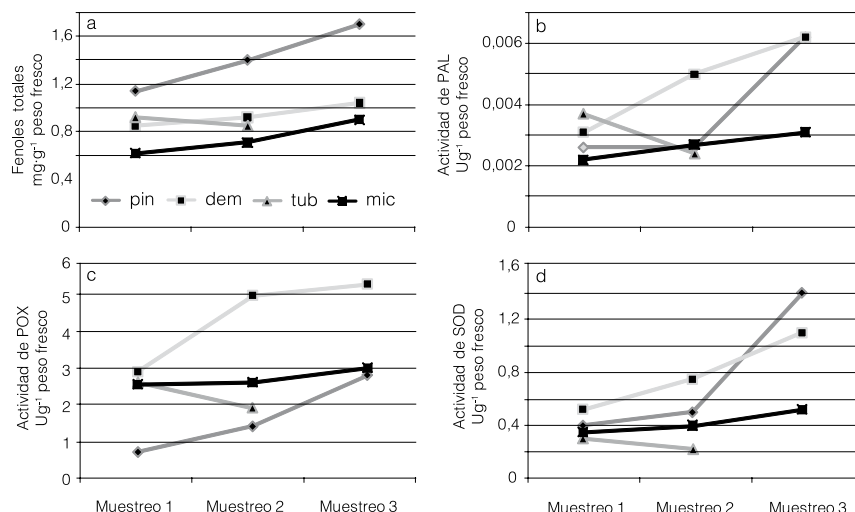 a
Fenoles totales
mg·g⁻¹ peso fresco
1,6
1,2
0,8
0,4
0
pin dem tub mic
b
Actividad de PAL
Ug⁻¹ peso fresco
0,006
0,004
0,002
0
c
Actividad de POX
Ug⁻¹ peso fresco
6
5
4
3
2
1
0
Muestreo 1 Muestreo 2 Muestreo 3
d
Actividad de SOD
Ug⁻¹ peso fresco
1,6
1,2
0,8
0,4
0
Muestreo 1 Muestreo 2 Muestreo 3